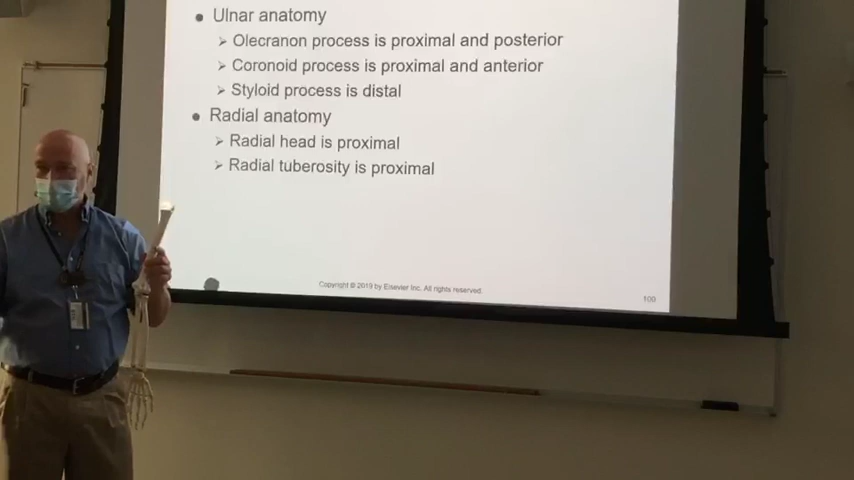 ● Ulnar anatomy
➢ Olecranon process is proximal and posterior
➢ Coronoid process is proximal and anterior
➢ Styloid process is distal
● Radial anatomy
➢ Radial head is proximal
➢ Radial tuberosity is proximal
Copyright © 2019 by Elsevier Inc. All rights reserved.
109